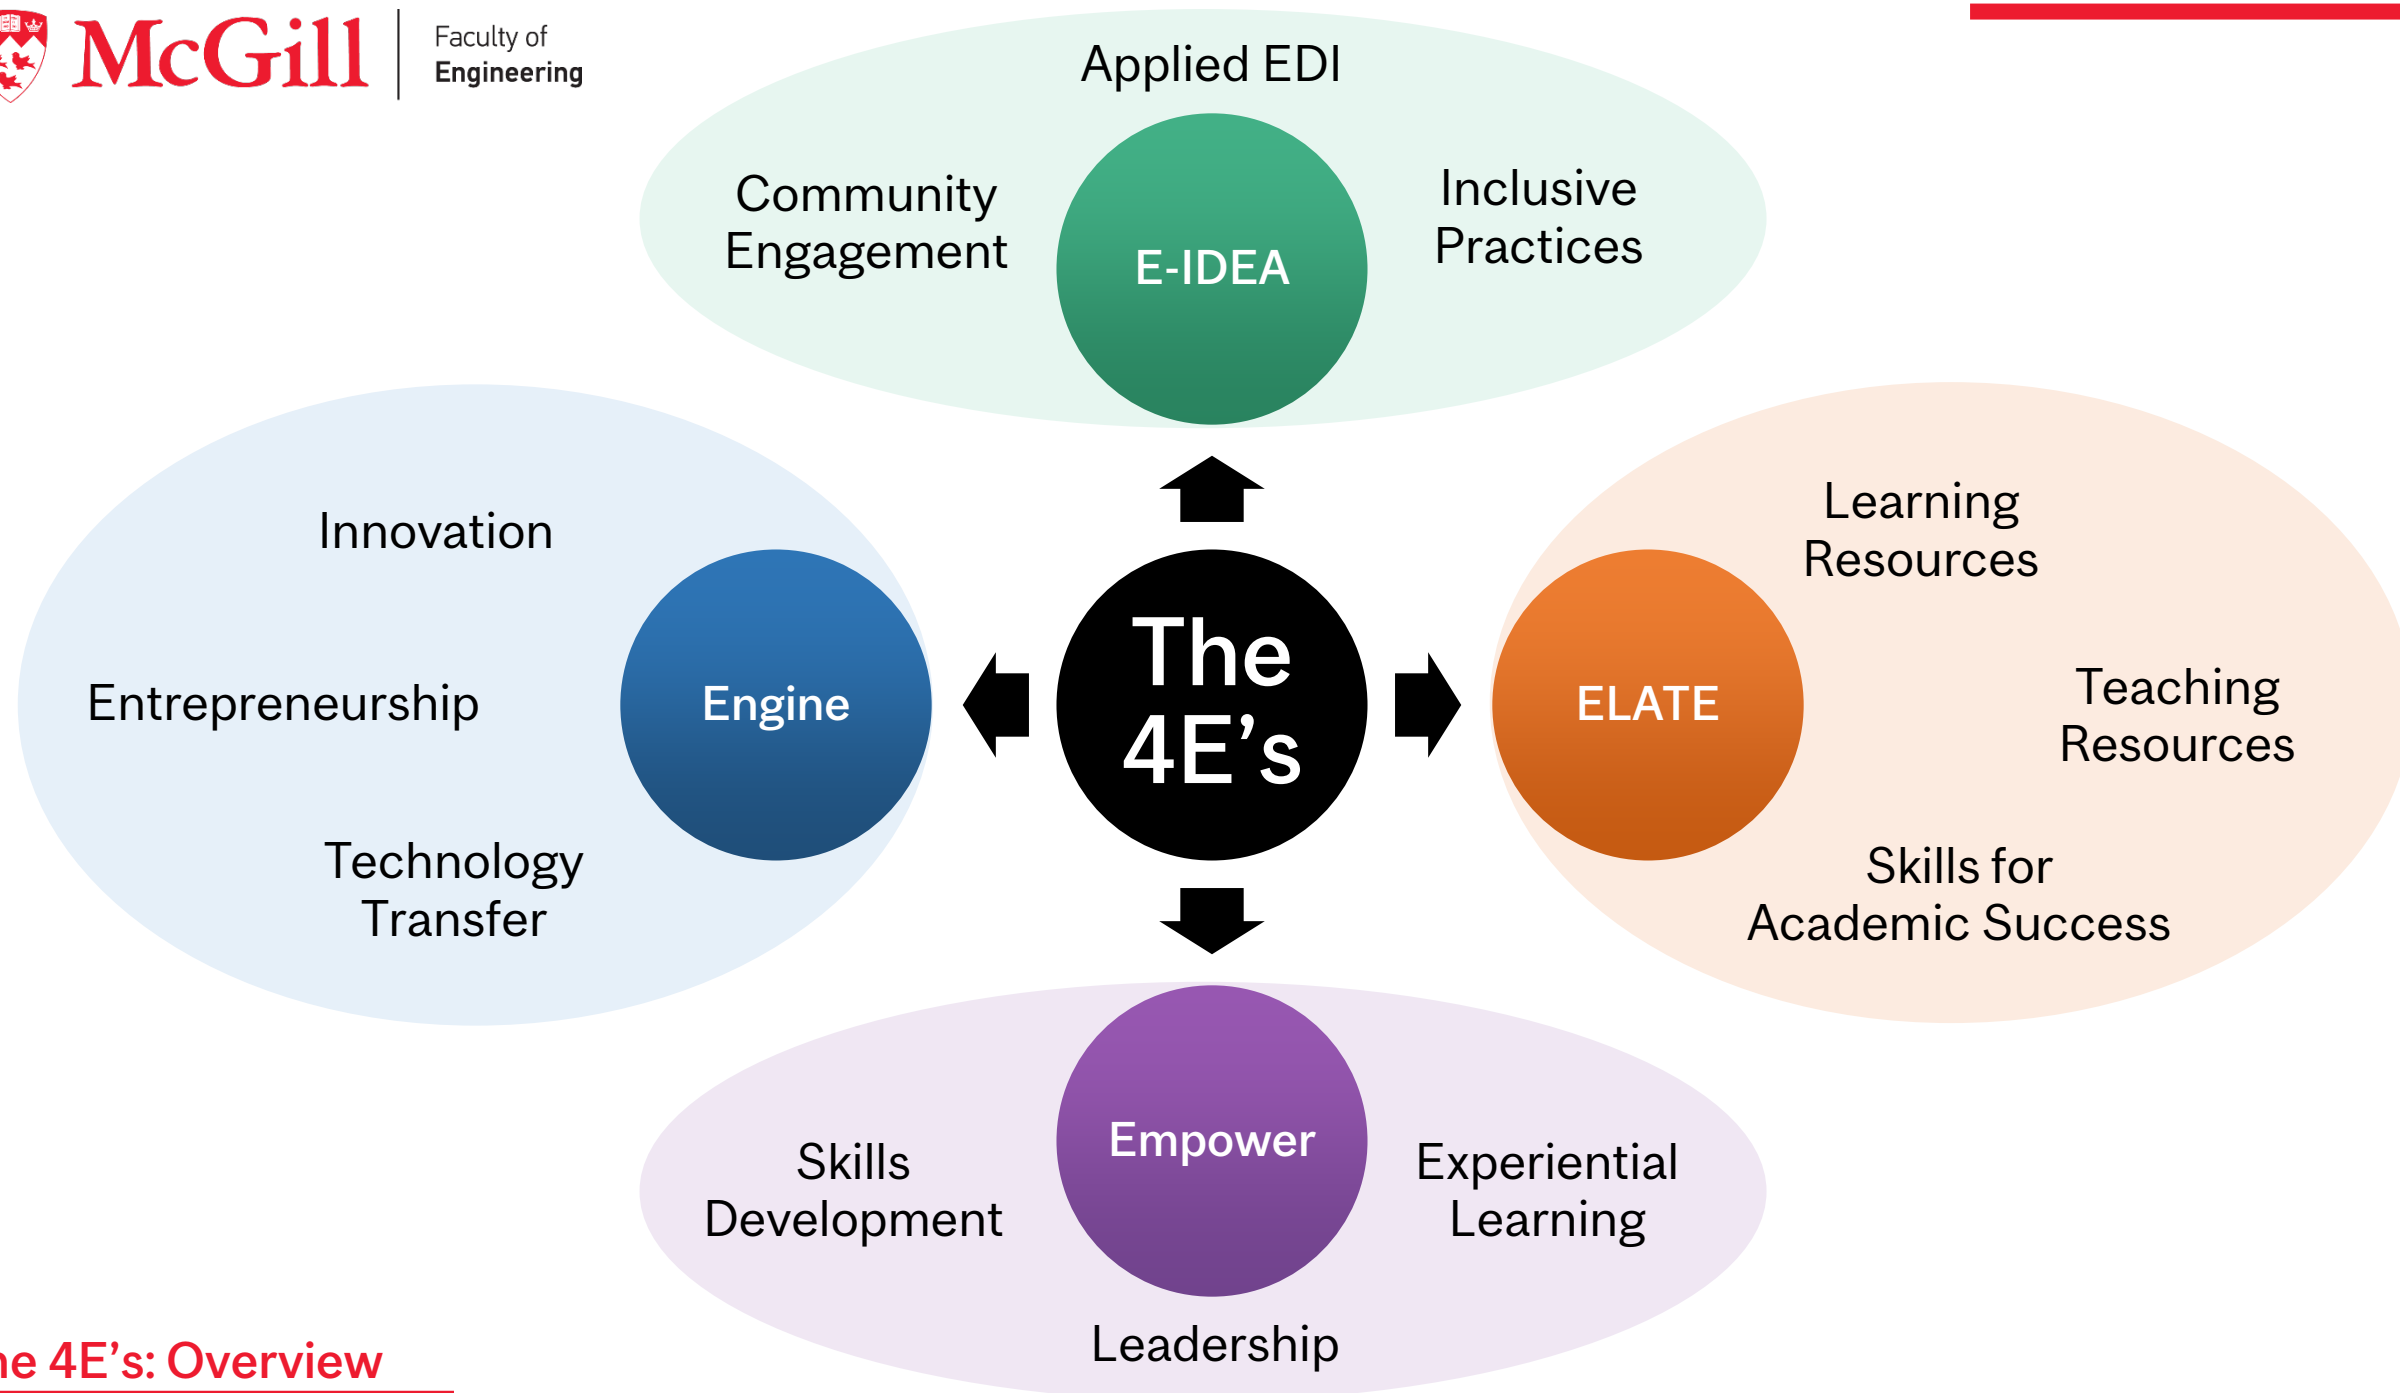 McGill
Faculty of
Engineering
Applied EDI
Community
Engagement
E-IDEA
Inclusive
Practices
Innovation
Entrepreneurship
Technology
Transfer
Engine
The
4E’s
ELATE
Learning
Resources
Teaching
Resources
Skills for
Academic Success
Skills
Development
Empower
Experiential
Learning
Leadership
4E’s: Overview